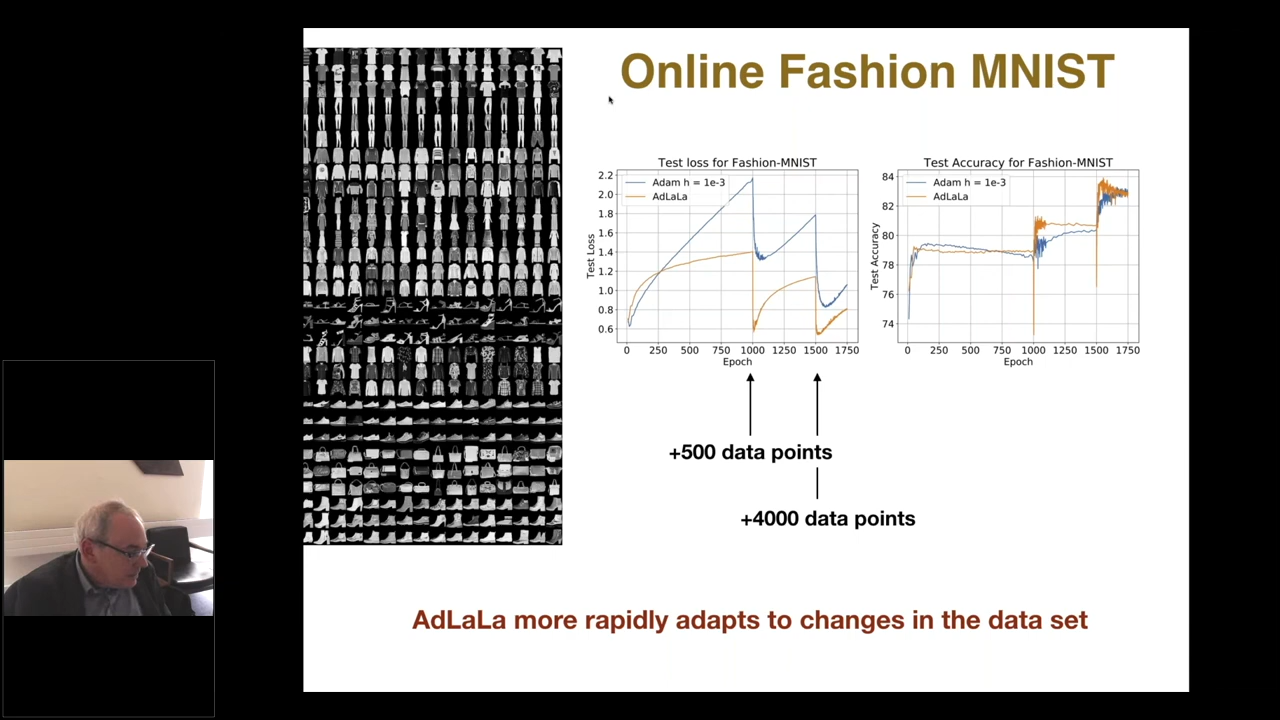 Online Fashion MNIST
Test loss for Fashion-MNIST
Adam h = 1e-3
AdLaLa
2.2
2.0
1.8
1.6
1.4
1.2
1.0
0.8
0.6
Test Loss
0 250 500 750 1000 1250 1500 1750
Epoch
Test Accuracy for Fashion-MNIST
Adam h = 1e-3
AdLaLa
84
82
80
78
76
74
Test Accuracy
0 250 500 750 1000 1250 1500 1750
Epoch
+500 data points
+4000 data points
AdLaLa more rapidly adapts to changes in the data set